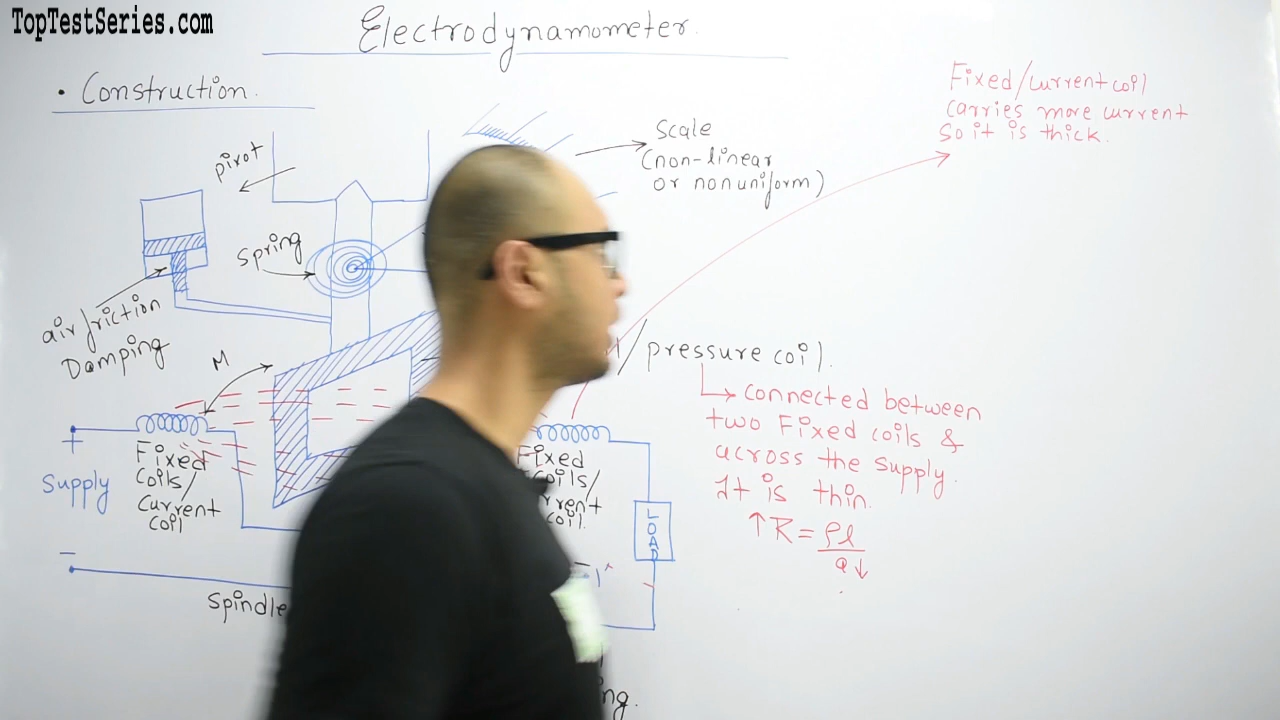 TopTestSeries.com
Electrodynamometer
• Construction.
Fixed/current coil
carries more current
so it is thick.
pivot
Scale
(non-linear
or nonuniform)
spring
air friction
Damping
M
/pressure coil.
connected between
two Fixed coils &
across the supply.
It is thin.
↑R = ρl
a↓
+
Supply
−
Fixed
coils/
current
coil
Fixed
coils/
coil.
LOAD
Spindle